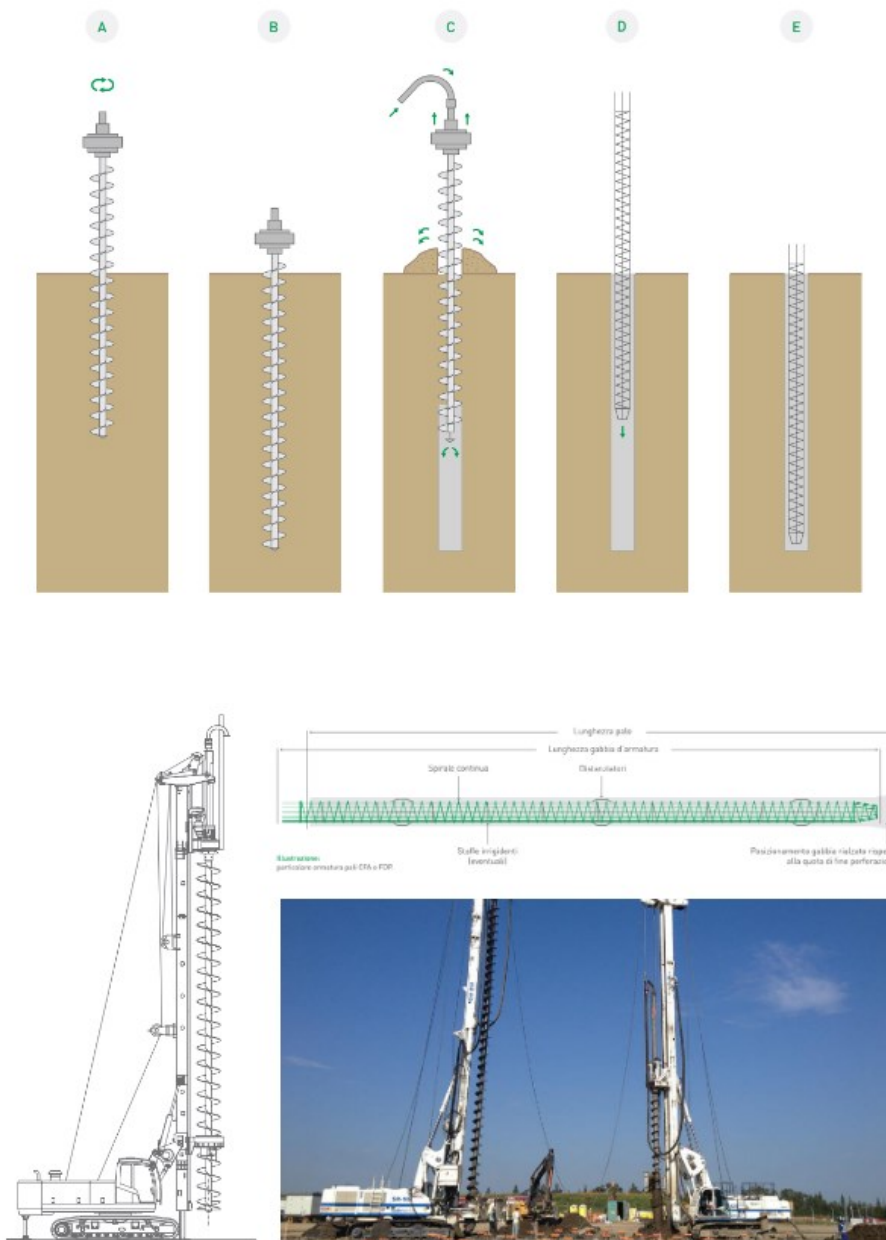 A
B
C
D
E
Lunghezza palo
Lunghezza gabbia d'armatura
Spirale continua
Distanziatori
Illustrazione:
particolare armatura pali CFA e FDP.
Staffe irrigidenti
(eventuali)
Posizionamento gabbia rialzata rispe
alla quota di fine perforazio